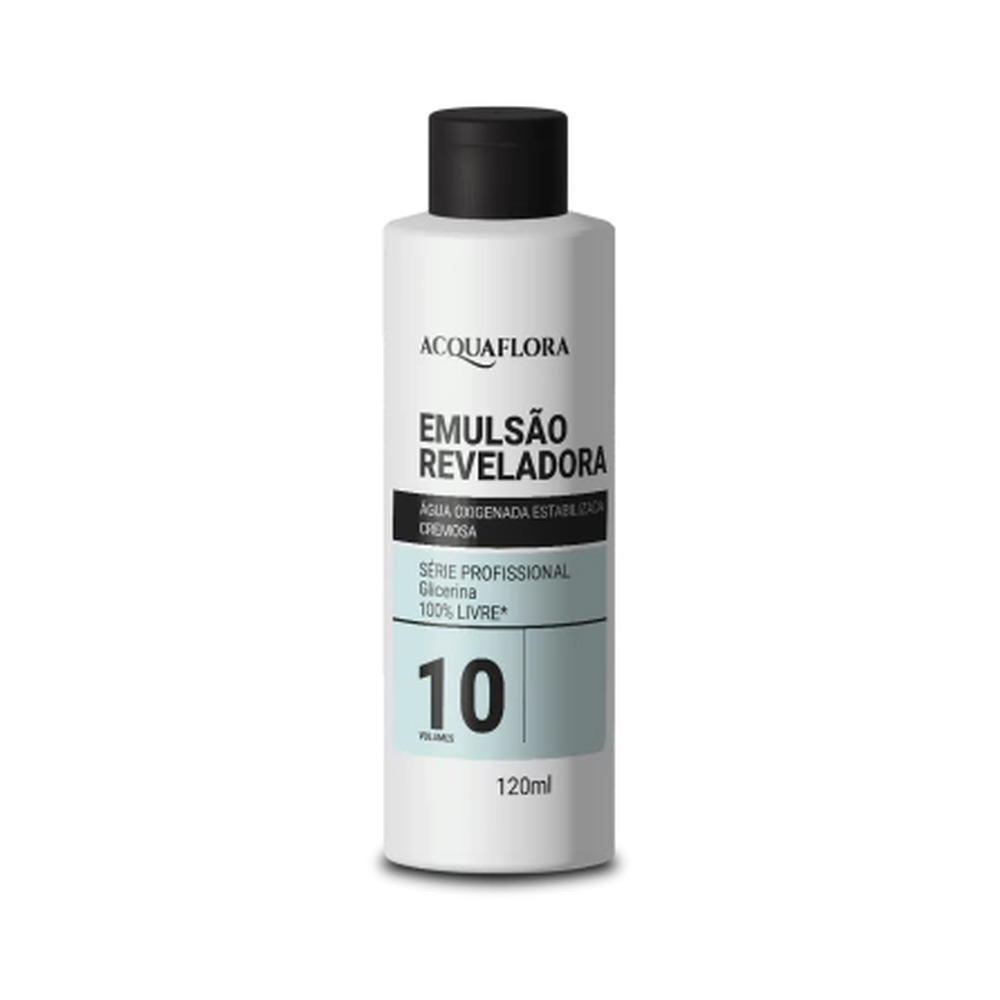 ACQUAFLORA
EMULSÃO
REVELADORA
ÁGUA OXIGENADA ESTABILIZADA
CREMOSA
SÉRIE PROFISSIONAL
Glicerina
100% LIVRE*
10
VOLUMES
120ml